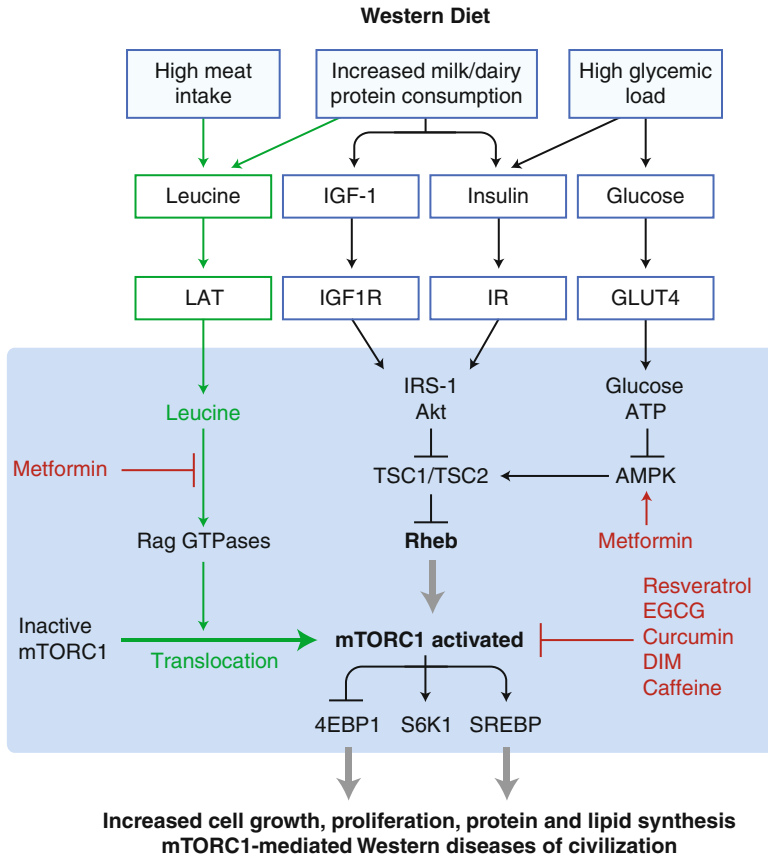 Western Diet
High meat
intake
Increased milk/dairy
protein consumption
High glycemic
load
Leucine
IGF-1
Insulin
Glucose
LAT
IGF1R
IR
GLUT4
IRS-1
Akt
Glucose
ATP
Leucine
Metformin
TSC1/TSC2
AMPK
Rag GTPases
Rheb
Metformin
Resveratrol
EGCG
Curcumin
DIM
Caffeine
Inactive
mTORC1
Translocation
mTORC1 activated
4EBP1
S6K1
SREBP
Increased cell growth, proliferation, protein and lipid synthesis
mTORC1-mediated Western diseases of civilization